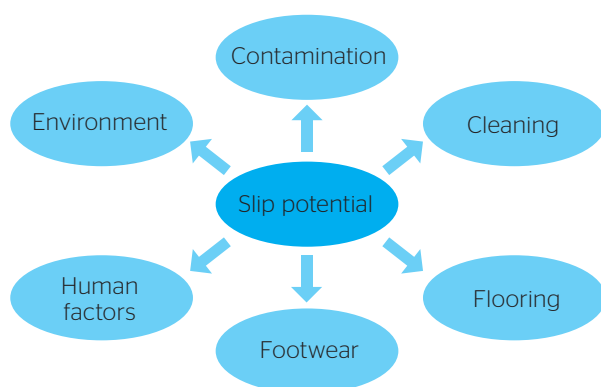 Contamination
Environment
Cleaning
Slip potential
Human
factors
Flooring
Footwear